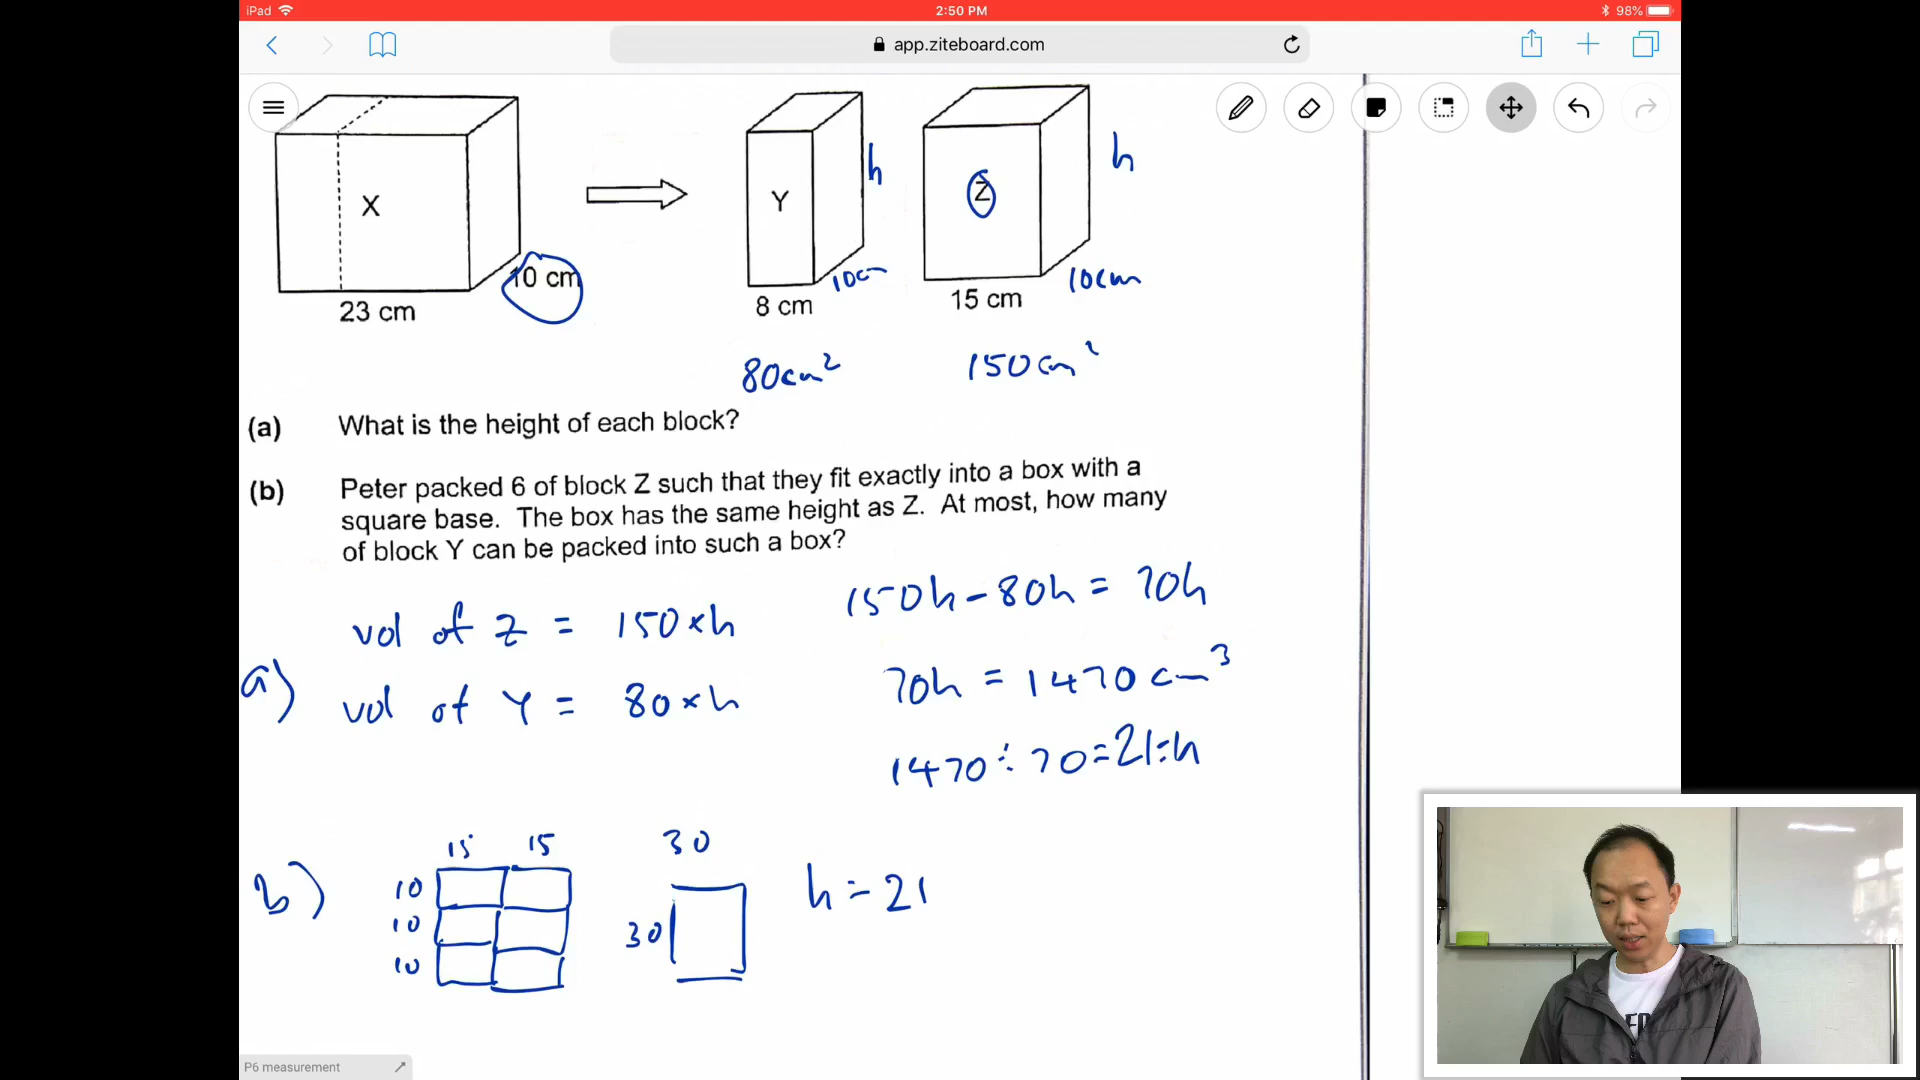 iPad 2:50 PM 98%
app.ziteboard.com
X
10 cm
23 cm
Y
h
10cm
8 cm
Z
h
10cm
15 cm
80cm²
150cm²
(a) What is the height of each block?
(b) Peter packed 6 of block Z such that they fit exactly into a box with a
square base. The box has the same height as Z. At most, how many
of block Y can be packed into such a box?
a)
vol of Z = 150×h
vol of Y = 80×h
150h - 80h = 70h
70h = 1470 cm³
1470 ÷ 70 = 21 = h
b)
15 15
10
10
10
30
30
h = 21
P6 measurement